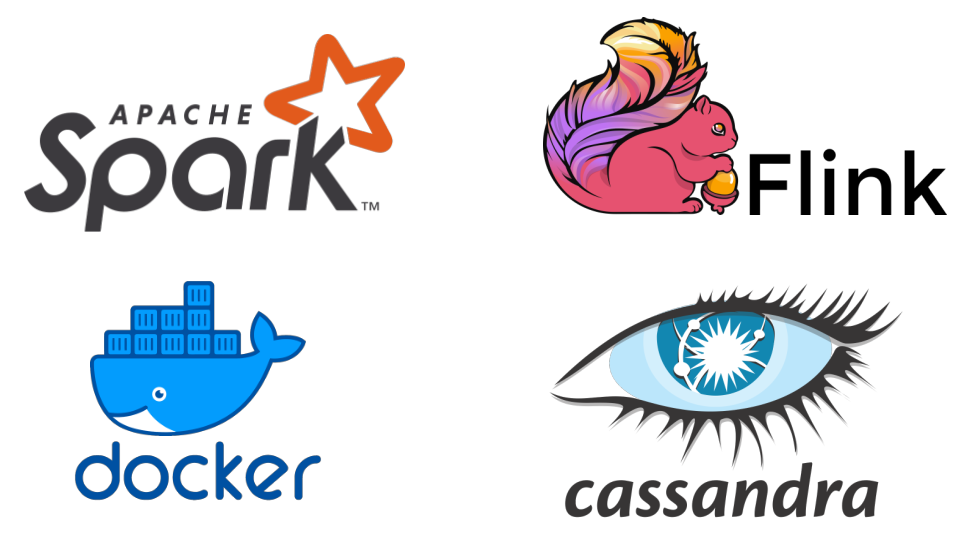 APACHE
Spark™
Flink
docker
cassandra